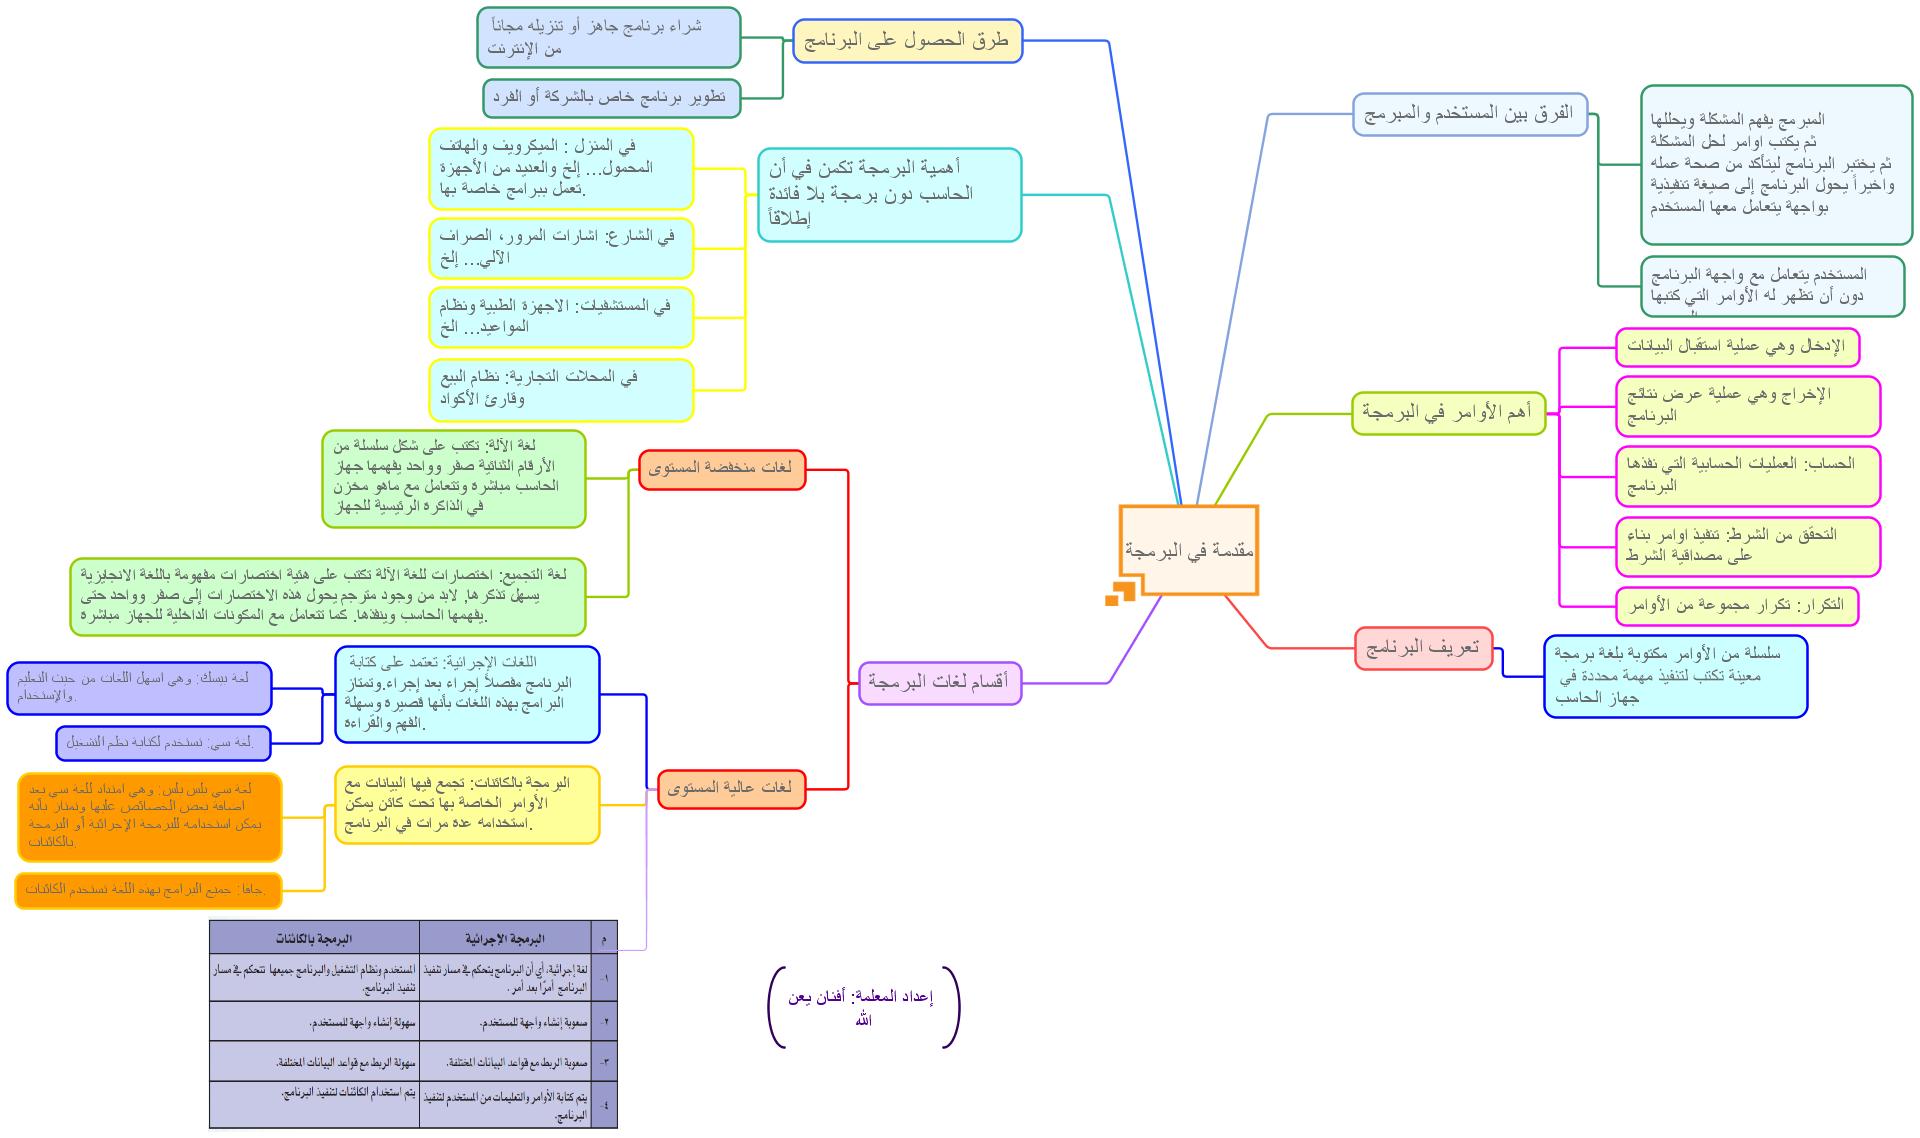 مقدمة في البرمجة
الفرق بين المستخدم والمبرمج
المبرمج يفهم المشكلة ويحللها
ثم يكتب اوامر لحل المشكلة
ثم يختبر البرنامج ليتأكد من صحة عمله
واخيراً يحول البرنامج إلى صيغة تنفيذية
بواجهة يتعامل معها المستخدم
المستخدم يتعامل مع واجهة البرنامج
دون أن تظهر له الأوامر التي كتبها
أهم الأوامر في البرمجة
الإدخال وهي عملية استقبال البيانات
الإخراج وهي عملية عرض نتائج
البرنامج
الحساب: العمليات الحسابية التي نفذها
البرنامج
التحقق من الشرط: تنفيذ اوامر بناء
على مصداقية الشرط
التكرار: تكرار مجموعة من الأوامر
تعريف البرنامج
سلسلة من الأوامر مكتوبة بلغة برمجة
معينة تكتب لتنفيذ مهمة محددة في
جهاز الحاسب
طرق الحصول على البرنامج
شراء برنامج جاهز أو تنزيله مجاناً
من الإنترنت
تطوير برنامج خاص بالشركة أو الفرد
أهمية البرمجة تكمن في أن
الحاسب دون برمجة بلا فائدة
إطلاقاً
في المنزل : الميكرويف والهاتف
المحمول... إلخ والعديد من الأجهزة
تعمل ببرامج خاصة بها.
في الشارع: اشارات المرور، الصراف
الآلي... إلخ
في المستشفيات: الاجهزة الطبية ونظام
المواعيد... الخ
في المحلات التجارية: نظام البيع
وقارئ الأكواد
أقسام لغات البرمجة
لغات منخفضة المستوى
لغة الآلة: تكتب على شكل سلسلة من
الأرقام الثنائية صفر وواحد يفهمها جهاز
الحاسب مباشرة وتتعامل مع ماهو مخزن
في الذاكرة الرئيسية للجهاز
لغة التجميع: اختصارات للغة الآلة تكتب على هئية اختصارات مفهومة باللغة الانجايزية
يسهل تذكرها, لابد من وجود مترجم يحول هذه الاختصارات إلى صفر وواحد حتى
يفهمها الحاسب وينفذها. كما تتعامل مع المكونات الداخلية للجهاز مباشرة.
لغات عالية المستوى
اللغات الإجرائية: تعتمد على كتابة
البرنامج مفصلاً إجراء بعد إجراء.وتمتاز
البرامج بهذه اللغات بأنها قصيرة وسهلة
الفهم والقراءة.
لغة بيسك: وهي اسهل اللغات من حيث التعليم
والإستخدام.
لغة سي: تستخدم لكتابة نظم التشغيل.
البرمجة بالكائنات: تجمع فيها البيانات مع
الأوامر الخاصة بها تحت كائن يمكن
استخدامه عدة مرات في البرنامج.
لغة سي بلس بلس: وهي امتداد للغة سي بعد
اضافة بعض الخصائص عليها وتمتاز بأنه
يمكن استخدامه للبرمجة الإجرائية أو البرمجة
بالكائنات.
جافا: جميع البرامج بهذه اللغة تستخدم الكائنات.
م البرمجة الإجرائية البرمجة بالكائنات
١- لغة إجرائية، أي أن البرنامج يتحكم في مسار تنفيذ المستخدم ونظام التشغيل والبرنامج جميعها تتحكم في مسار
البرنامج أمرًا بعد أمر. تنفيذ البرنامج.
٢- صعوبة إنشاء واجهة للمستخدم. سهولة إنشاء واجهة للمستخدم.
٣- صعوبة الربط مع قواعد البيانات المختلفة. سهولة الربط مع قواعد البيانات المختلفة.
٤- يتم كتابة الأوامر والتعليمات من المستخدم لتنفيذ يتم استخدام الكائنات لتنفيذ البرنامج.
البرنامج.
إعداد المعلمة: أفنان يعن
الله